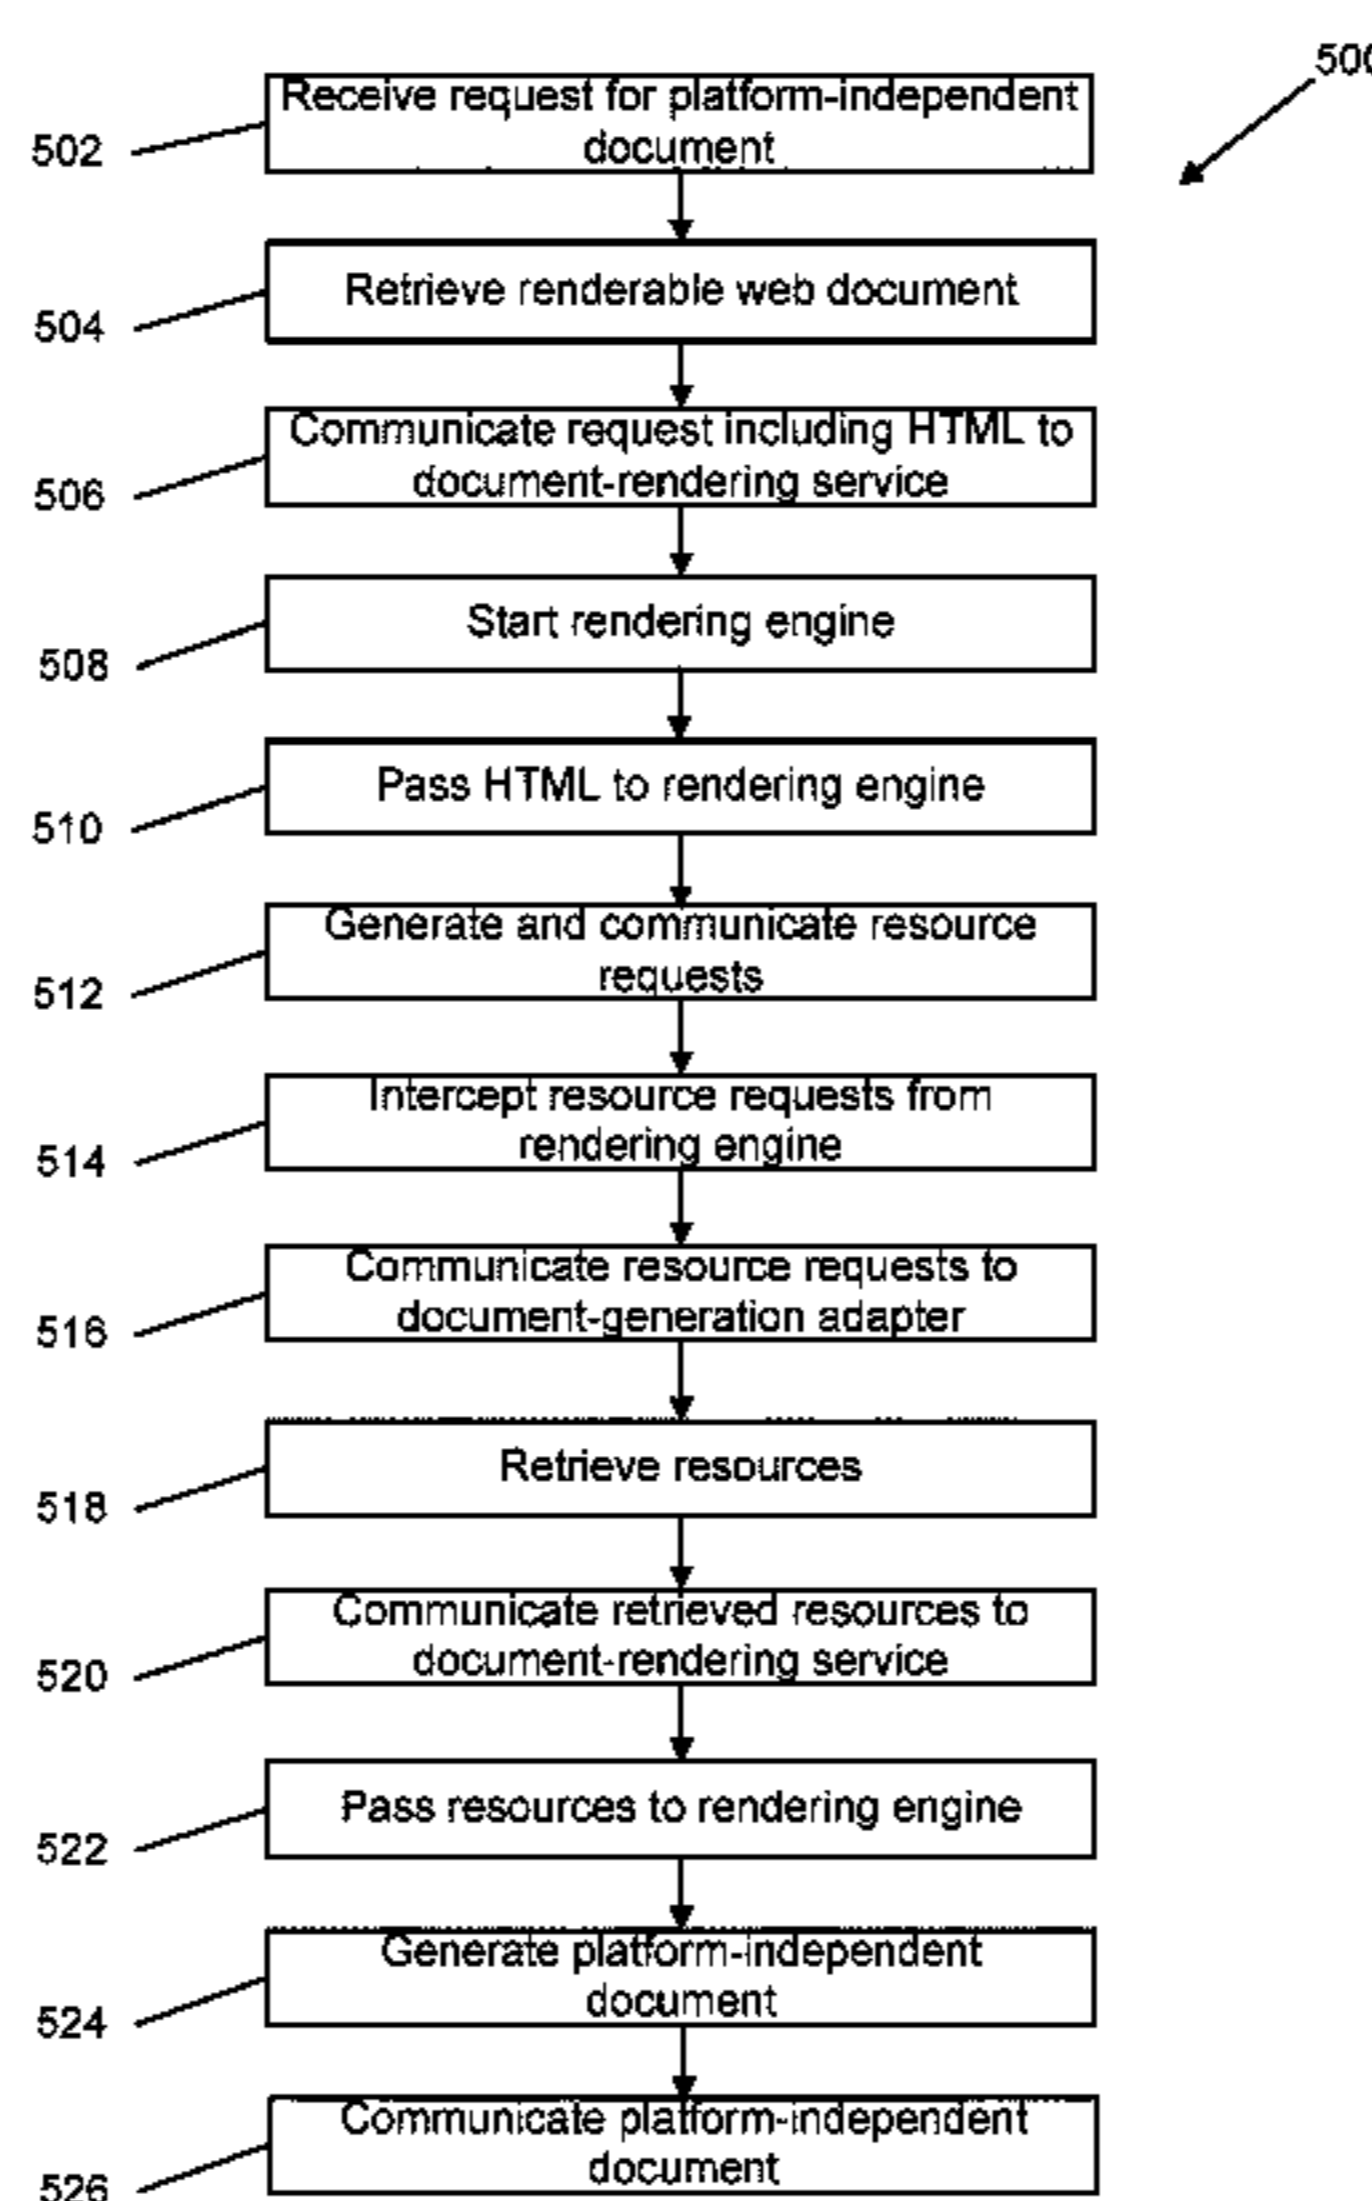 500
Receive request for platform-independent
document
502
Retrieve renderable web document
504
Communicate request including HTML to
document-rendering service
506
Start rendering engine
508
Pass HTML to rendering engine
510
Generate and communicate resource
requests
512
Intercept resource requests from
rendering engine
514
Communicate resource requests to
document-generation adapter
516
Retrieve resources
518
Communicate retrieved resources to
document-rendering service
520
Pass resources to rendering engine
522
Generate platform-independent
document
524
Communicate platform-independent
document
526